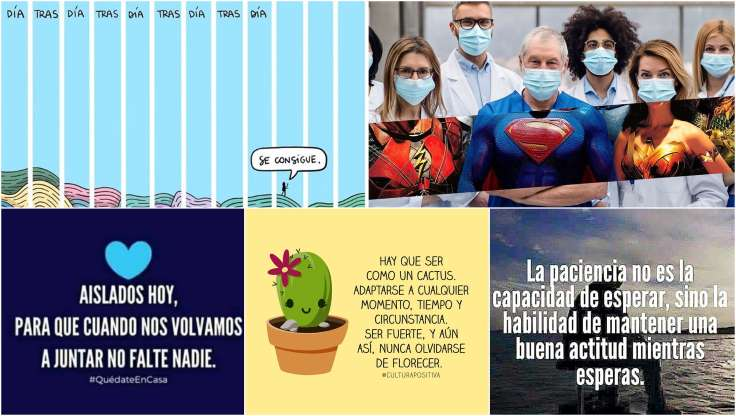 DÍA TRAS DÍA TRAS DÍA TRAS DÍA TRAS DÍA
SE CONSIGUE.
AISLADOS HOY,
PARA QUE CUANDO NOS VOLVAMOS
A JUNTAR NO FALTE NADIE.
#QuédateEnCasa
HAY QUE SER
COMO UN CACTUS.
ADAPTARSE A CUALQUIER
MOMENTO, TIEMPO Y
CIRCUNSTANCIA.
SER FUERTE, Y AÚN
ASÍ, NUNCA OLVIDARSE
DE FLORECER.
#CULTURAPOSITIVA
La paciencia no es la
capacidad de esperar, sino la
habilidad de mantener una
buena actitud mientras
esperas.